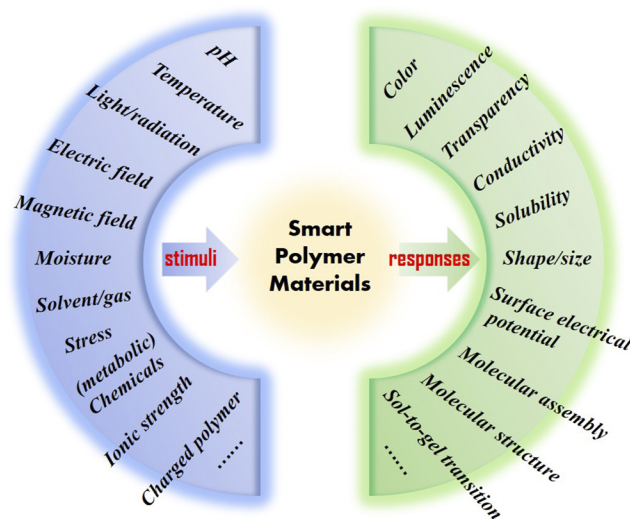 pH
Temperature
Light/radiation
Electric field
Magnetic field
Moisture
Solvent/gas
Stress
(metabolic)
Chemicals
Ionic strength
Charged polymer
......
stimuli
Smart
Polymer
Materials
responses
Color
Luminescence
Transparency
Conductivity
Solubility
Shape/size
Surface electrical
potential
Molecular assembly
Molecular structure
Sol-to-gel transition
......